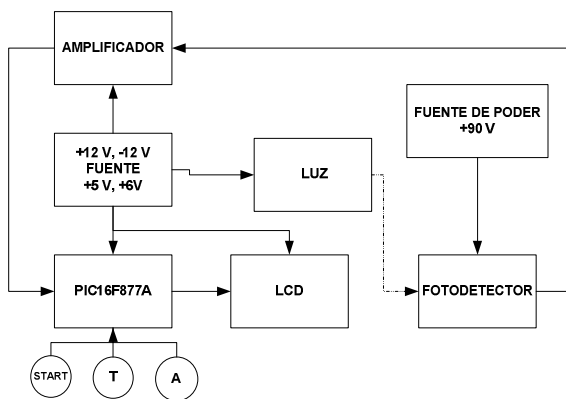 AMPLIFICADOR
FUENTE DE PODER
+90 V
+12 V, -12 V
FUENTE
+5 V, +6V
LUZ
PIC16F877A
LCD
FOTODETECTOR
START
T
A